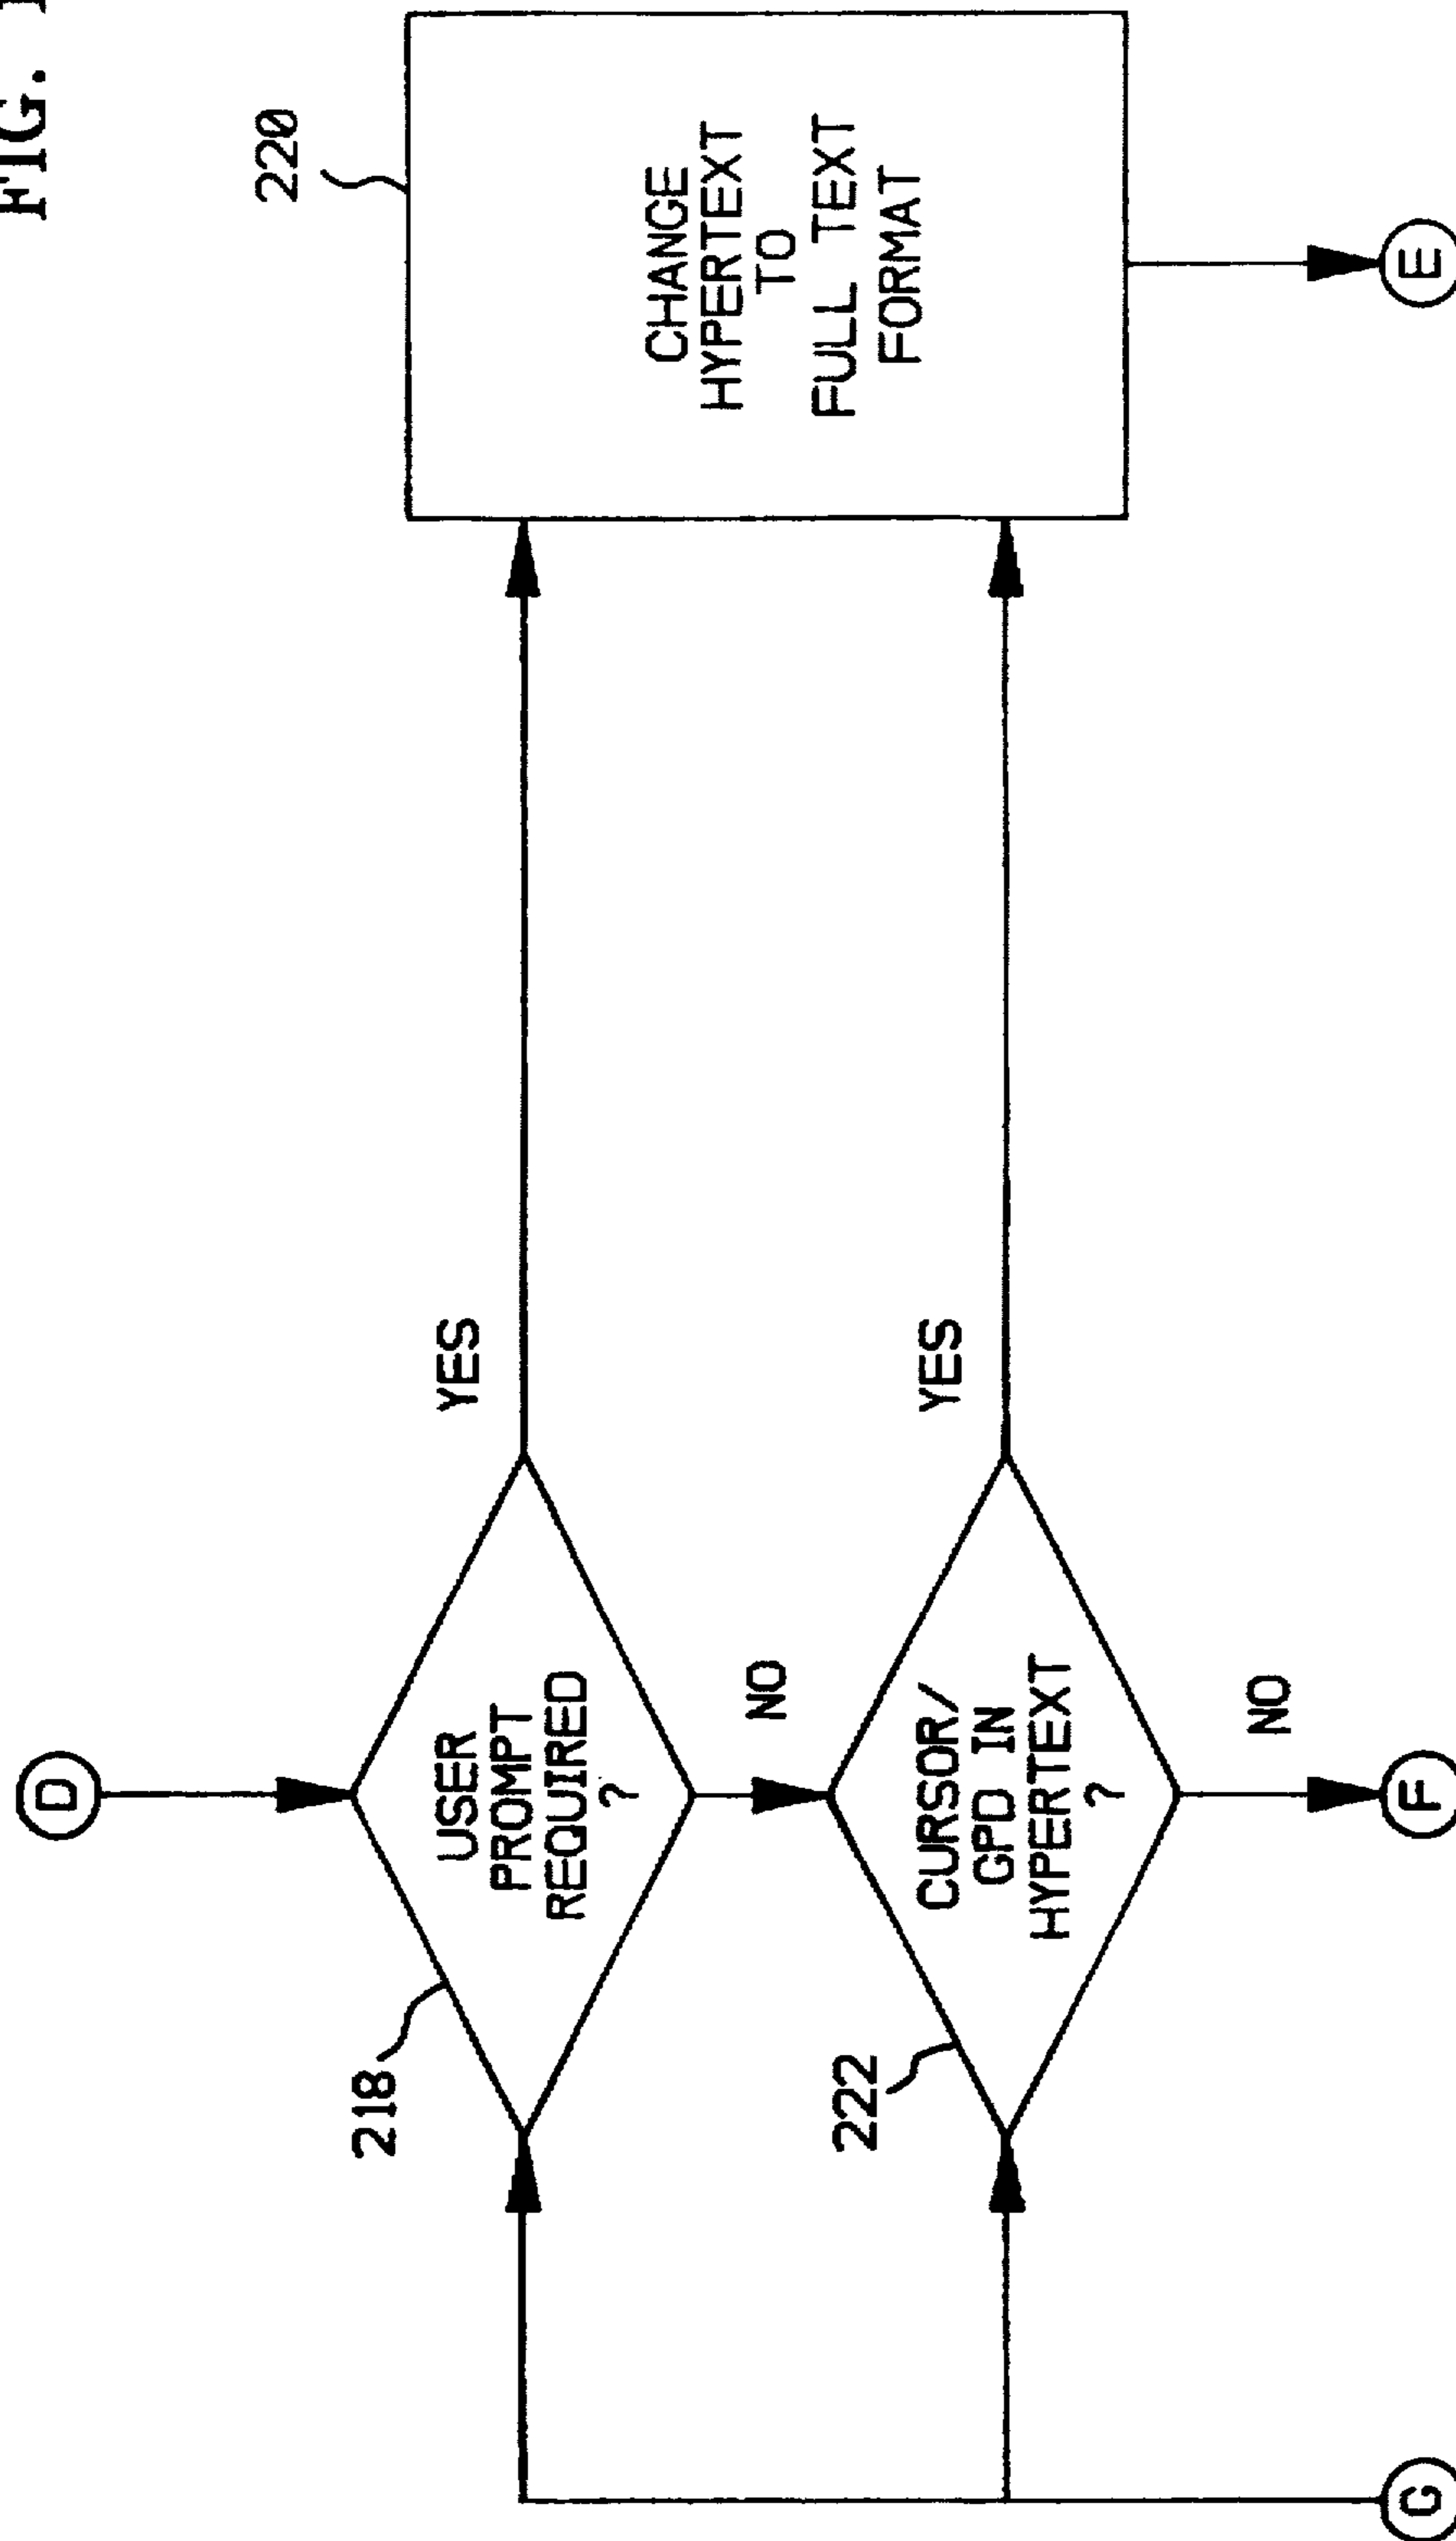 FIG.
D
220
218
USER
PROMPT
REQUIRED
?
YES
CHANGE
HYPERTEXT
TO
FULL TEXT
FORMAT
NO
222
CURSOR/
GPD IN
HYPERTEXT
?
YES
NO
G
F
E